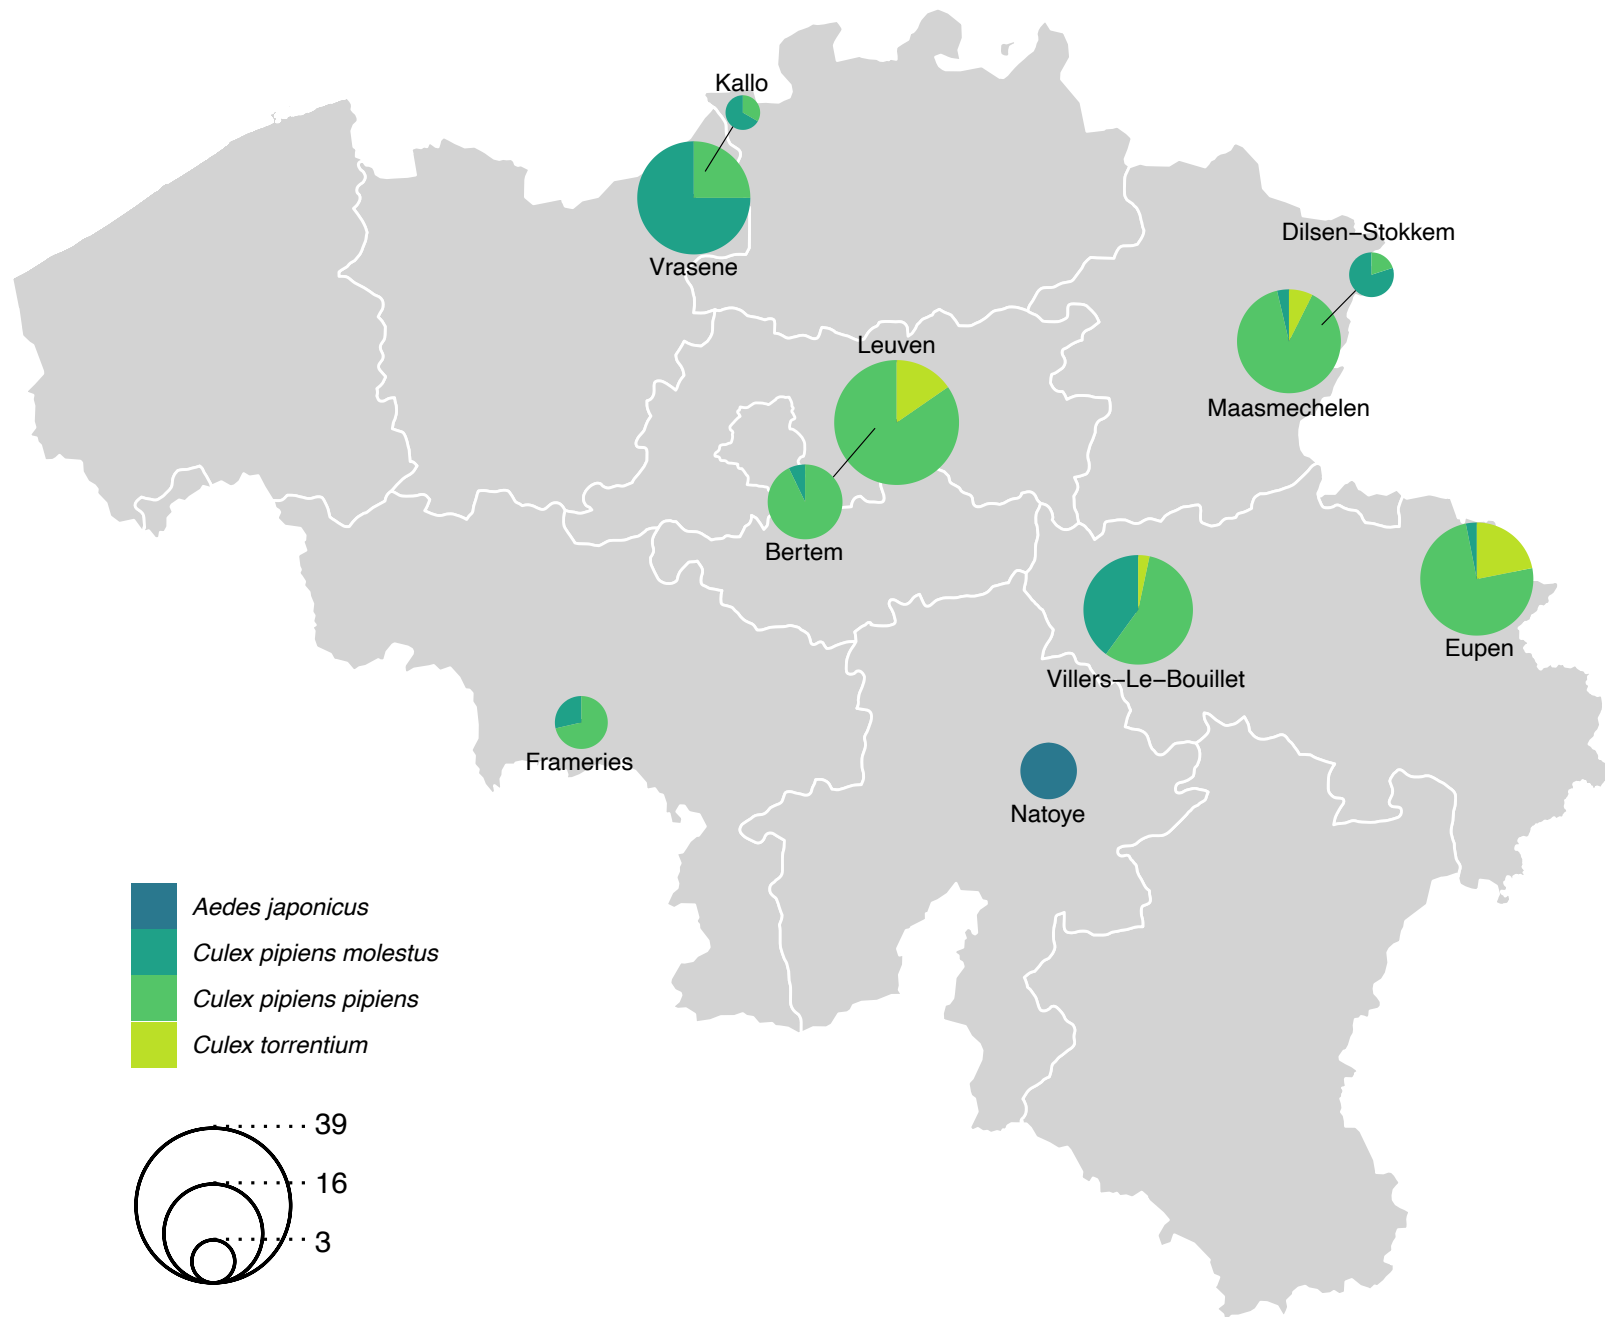 Kallo
Vrasene
Dilsen−Stokkem
Leuven
Maasmechelen
Bertem
Eupen
Villers−Le−Bouillet
Frameries
Natoye
Aedes japonicus
Culex pipiens molestus
Culex pipiens pipiens
Culex torrentium
39
16
3